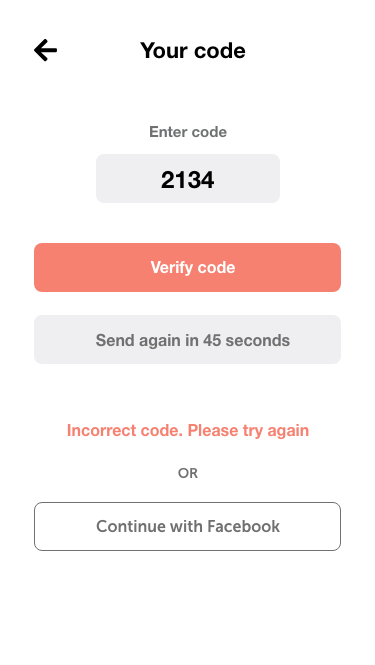 Your code
Enter code
2134
Verify code
Send again in 45 seconds
Incorrect code. Please try again
OR
Continue with Facebook